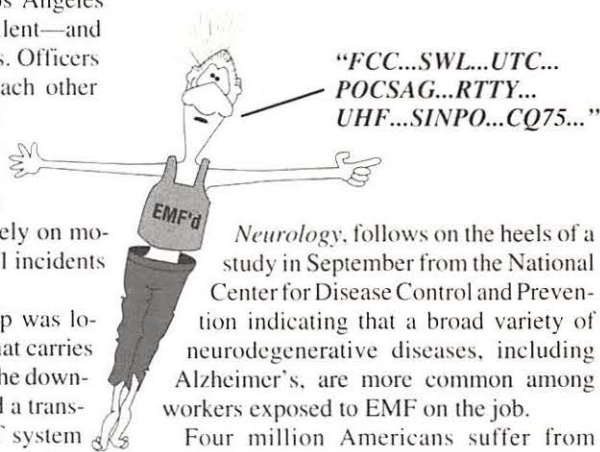 os Angeles
lent—and
s. Officers
ach other
ely on mo-
l incidents
p was lo-
hat carries
he down-
d a trans-
system
"FCC...SWL...UTC...
POCSAG...RTTY...
UHF...SINPO...CQ75..."
EMF'd
Neurology, follows on the heels of a
study in September from the National
Center for Disease Control and Preven-
tion indicating that a broad variety of
neurodegenerative diseases, including
Alzheimer's, are more common among
workers exposed to EMF on the job.
Four million Americans suffer from